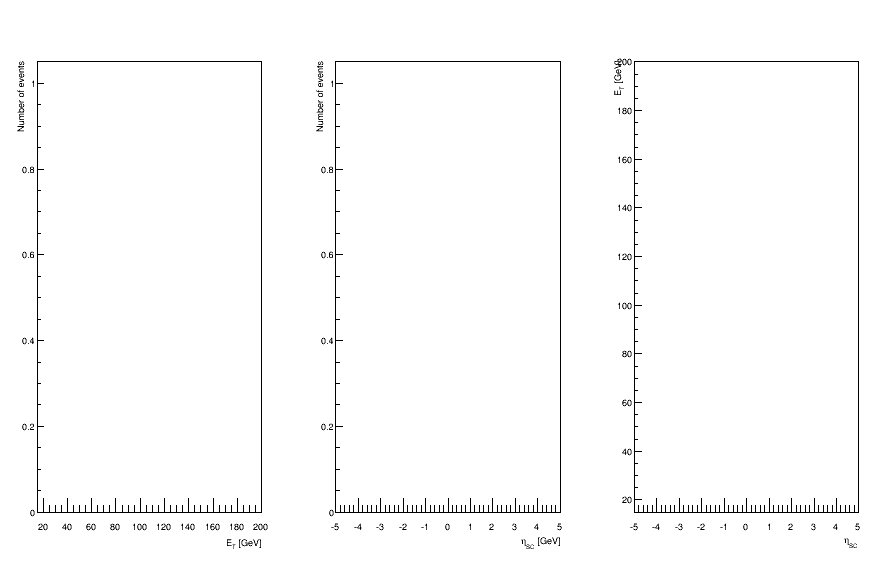 Number of events
1
0.8
0.6
0.4
0.2
0
20 40 60 80 100 120 140 160 180 200
E_T [GeV]
Number of events
1
0.8
0.6
0.4
0.2
0
-5 -4 -3 -2 -1 0 1 2 3 4 5
η_SC [GeV]
E_T [GeV]
200
180
160
140
120
100
80
60
40
20
-5 -4 -3 -2 -1 0 1 2 3 4 5
η_SC